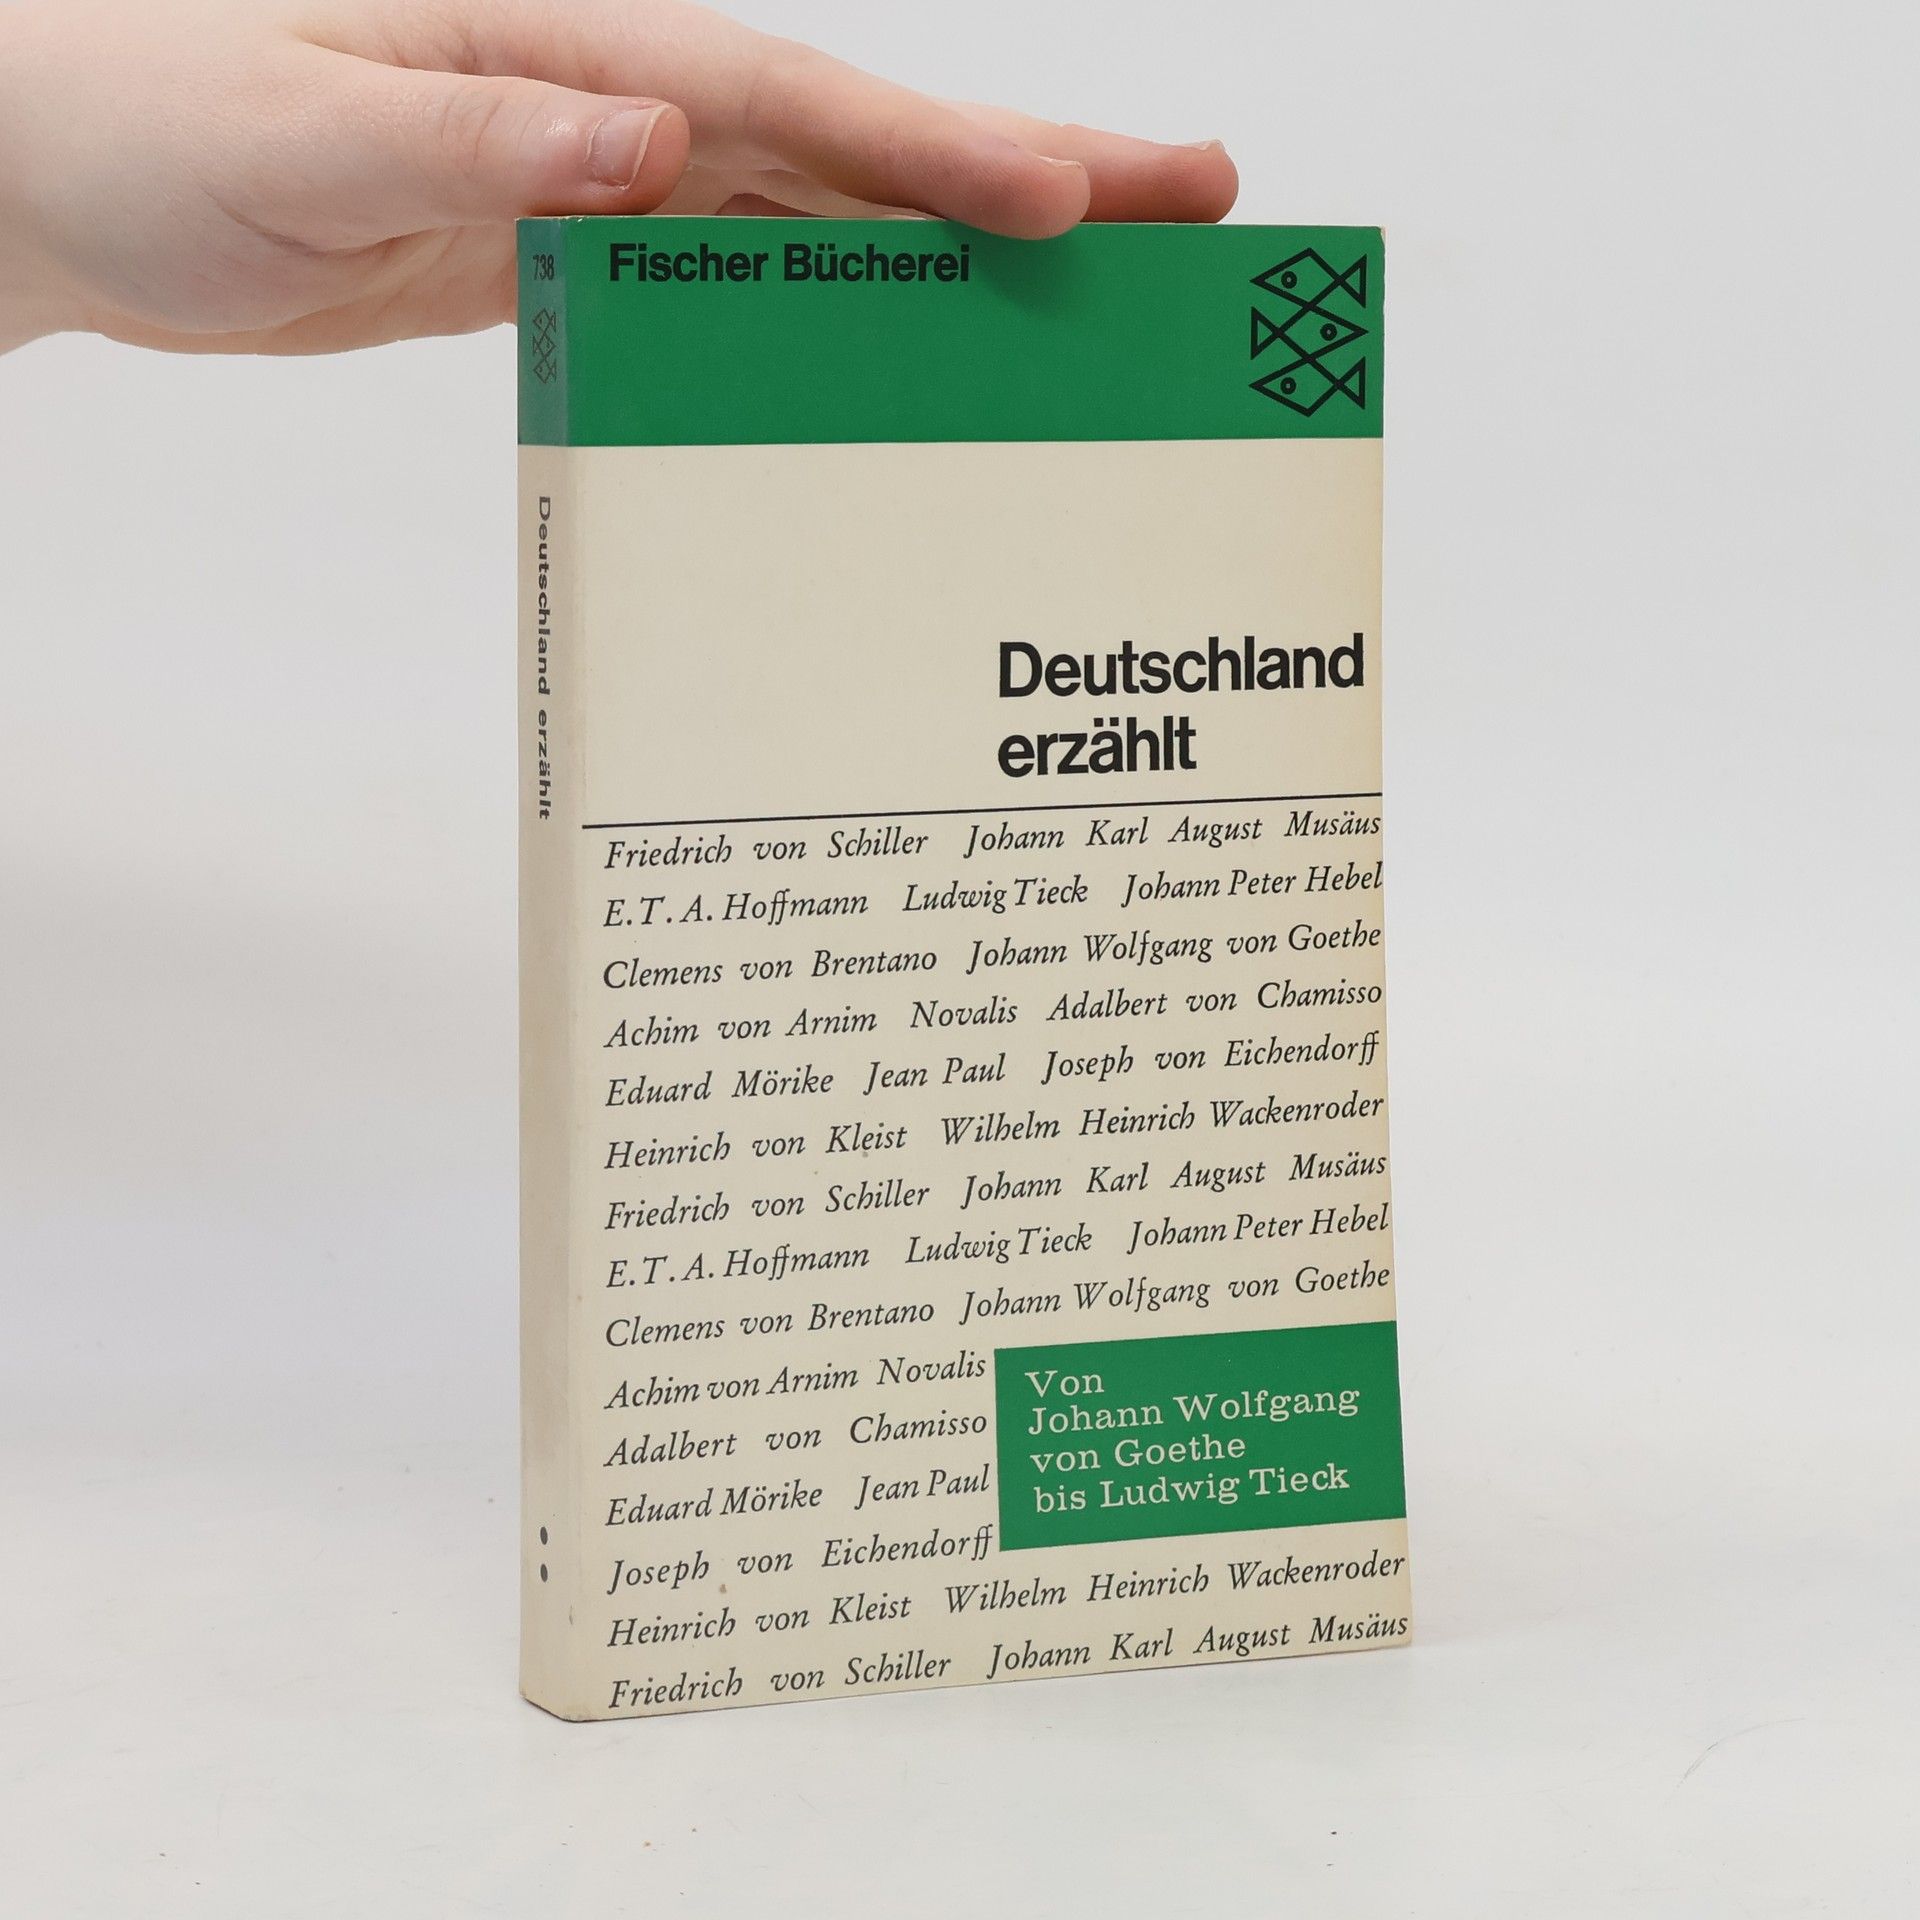 738
Fischer Bücherei
Deutschland erzählt
Deutschland
erzählt
Friedrich von Schiller Johann Karl August Musäus
E.T.A. Hoffmann Ludwig Tieck Johann Peter Hebel
Clemens von Brentano Johann Wolfgang von Goethe
Achim von Arnim Novalis Adalbert von Chamisso
Eduard Mörike Jean Paul Joseph von Eichendorff
Heinrich von Kleist Wilhelm Heinrich Wackenroder
Friedrich von Schiller Johann Karl August Musäus
E.T.A. Hoffmann Ludwig Tieck Johann Peter Hebel
Clemens von Brentano Johann Wolfgang von Goethe
Achim von Arnim Novalis
Adalbert von Chamisso
Eduard Mörike Jean Paul
Joseph von Eichendorff
Von
Johann Wolfgang
von Goethe
bis Ludwig Tieck
Heinrich von Kleist Wilhelm Heinrich Wackenroder
Friedrich von Schiller Johann Karl August Musäus